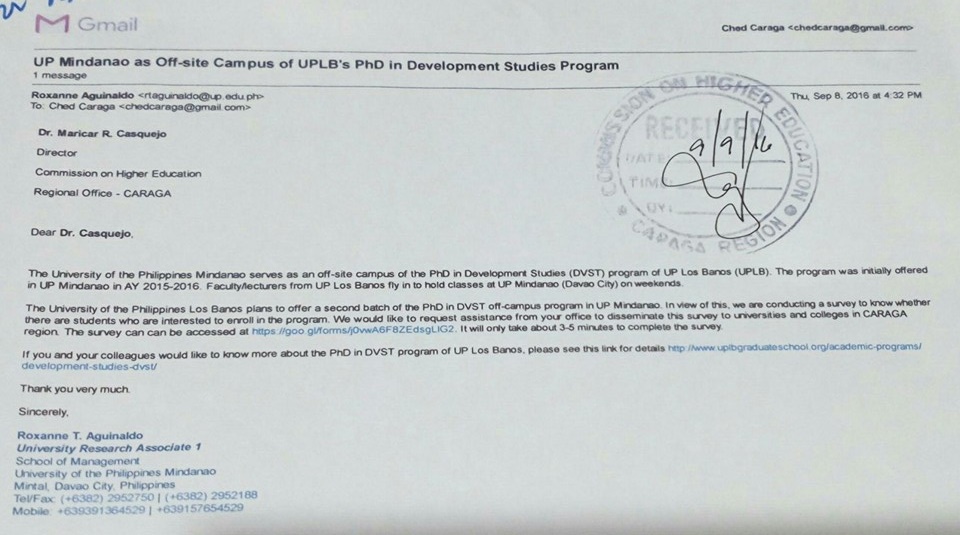 Gmail
Ched Caraga <chedcaraga@gmail.com>
UP Mindanao as Off-site Campus of UPLB's PhD in Development Studies Program
1 message
Roxanne Aguinaldo <rtaguinaldo@up.edu.ph>
Thu, Sep 8, 2016 at 4:32 PM
To: Ched Caraga <chedcaraga@gmail.com>
COMMISSION ON HIGHER EDUCATION
RECEIVED
DATE
9/9/16
TIME
BY:
CARAGA REGION
Dr. Maricar R. Casquejo
Director
Commission on Higher Education
Regional Office - CARAGA
Dear Dr. Casquejo,
The University of the Philippines Mindanao serves as an off-site campus of the PhD in Development Studies (DVST) program of UP Los Banos (UPLB). The program was initially offered
in UP Mindanao in AY 2015-2016. Faculty/lecturers from UP Los Banos fly in to hold classes at UP Mindanao (Davao City) on weekends.
The University of the Philippines Los Banos plans to offer a second batch of the PhD in DVST off-campus program in UP Mindanao. In view of this, we are conducting a survey to know whether
there are students who are interested to enroll in the program. We would like to request assistance from your office to disseminate this survey to universities and colleges in CARAGA
region. The survey can can be accessed at https://goo.gl/forms/j0vwA6F8ZEdsgLIG2. It will only take about 3-5 minutes to complete the survey.
If you and your colleagues would like to know more about the PhD in DVST program of UP Los Banos, please see this link for details http://www.uplbgraduateschool.org/academic-programs/
development-studies-dvst/
Thank you very much.
Sincerely,
Roxanne T. Aguinaldo
University Research Associate 1
School of Management
University of the Philippines Mindanao
Mintal, Davao City, Philippines
Tel/Fax: (+6382) 2952750 | (+6382) 2952188
Mobile: +639391364529 | +639157654529